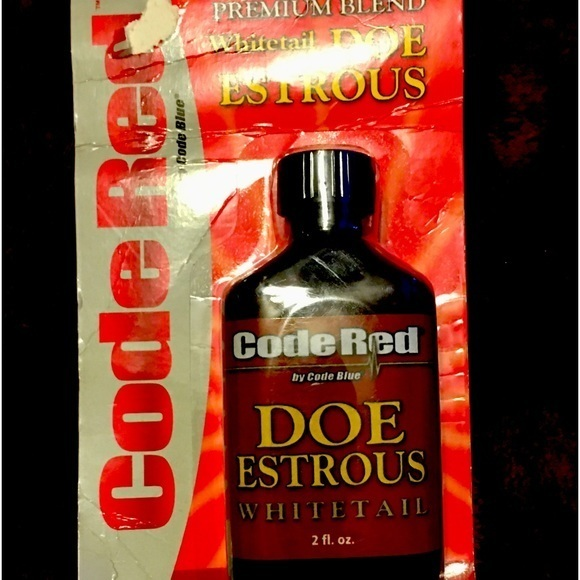 PREMIUM BLEND
Whitetail DOE
ESTROUS
Code Red
by Code Blue®
CodeRed®
by Code Blue
DOE
ESTROUS
WHITETAIL
2 fl. oz.